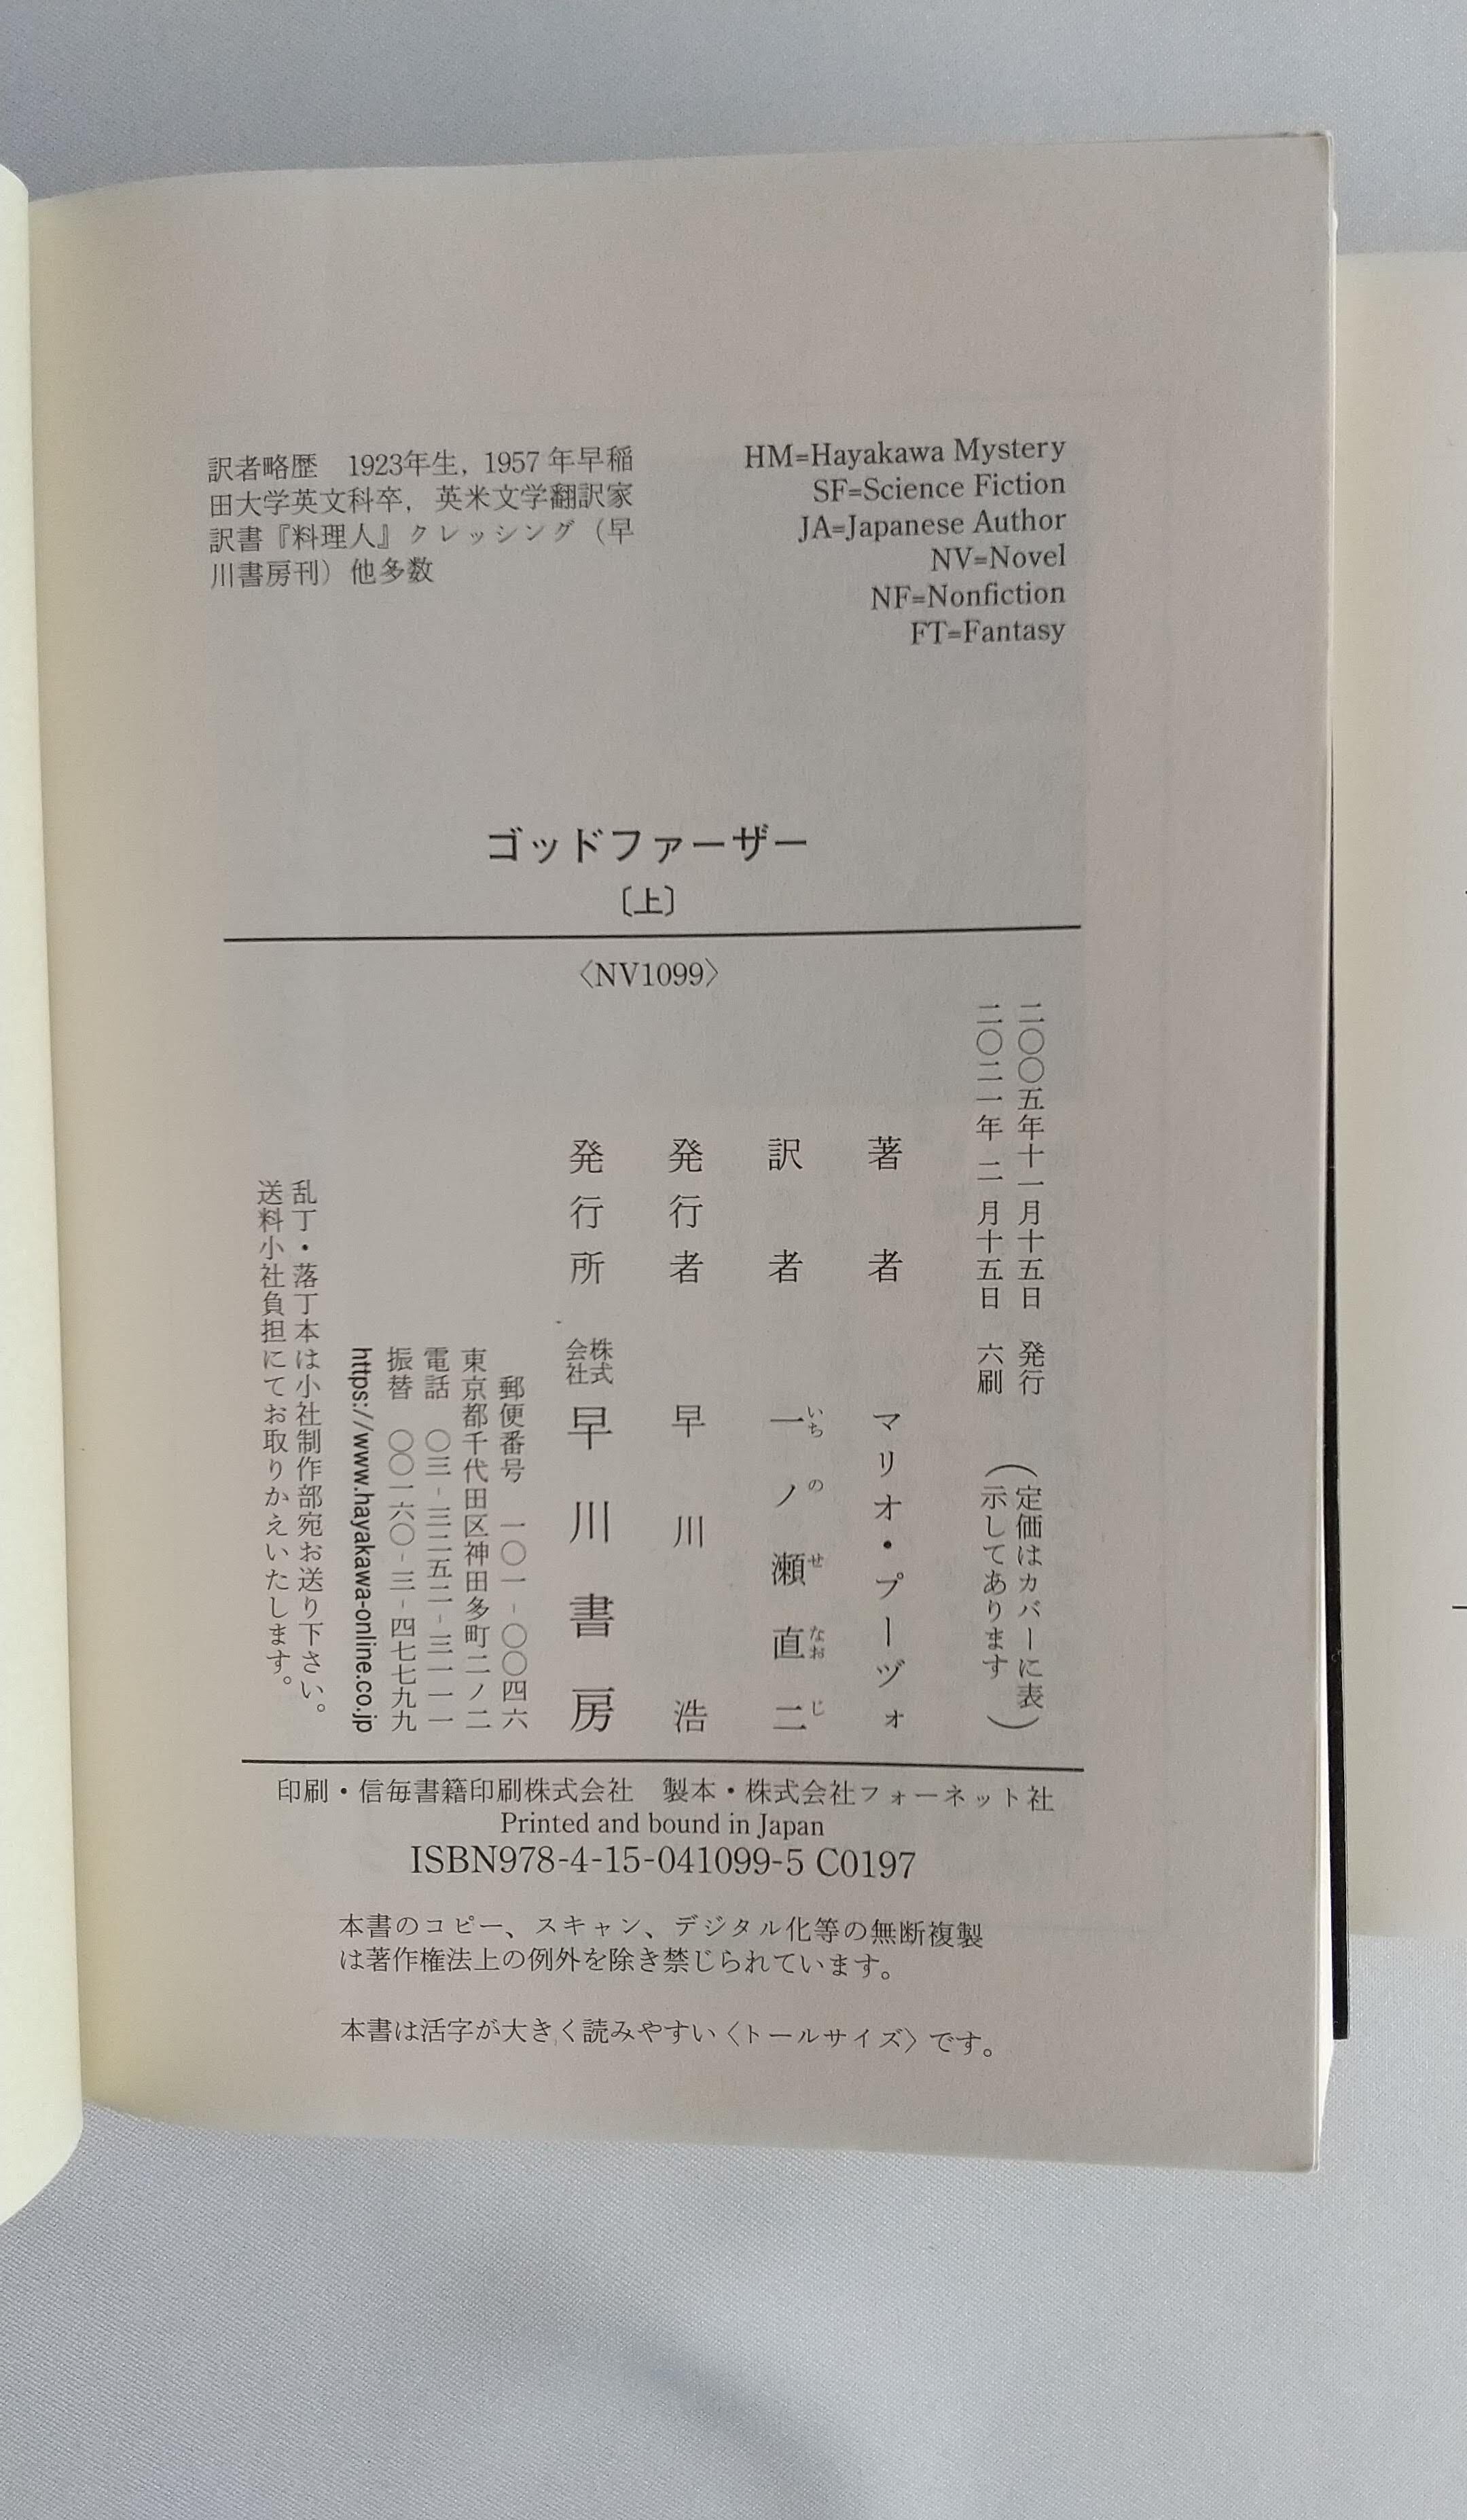 訳者略歴　1923年生，1957年早稲
田大学英文科卒，英米文学翻訳家
訳書『料理人』クレッシング（早
川書房刊）他多数
HM=Hayakawa Mystery
SF=Science Fiction
JA=Japanese Author
NV=Novel
NF=Nonfiction
FT=Fantasy
ゴッドファーザー
〔上〕
〈NV1099〉
二〇〇五年十一月十五日　発行
二〇二一年二月十五日　六刷
（定価はカバーに表
示してあります）
著者　マリオ・プーヅォ
訳者　一ノ瀬直二
いちのせなおじ
発行者　早川浩
発行所　株式会社　早川書房
郵便番号　一〇一-〇〇四六
東京都千代田区神田多町二ノ二
電話　〇三-三二五二-三一一一
振替　〇〇一六〇-三-四七七九九
https://www.hayakawa-online.co.jp
乱丁・落丁本は小社制作部宛お送り下さい。
送料小社負担にてお取りかえいたします。
印刷・信毎書籍印刷株式会社　製本・株式会社フォーネット社
Printed and bound in Japan
ISBN978-4-15-041099-5 C0197
本書のコピー、スキャン、デジタル化等の無断複製
は著作権法上の例外を除き禁じられています。
本書は活字が大きく読みやすい〈トールサイズ〉です。